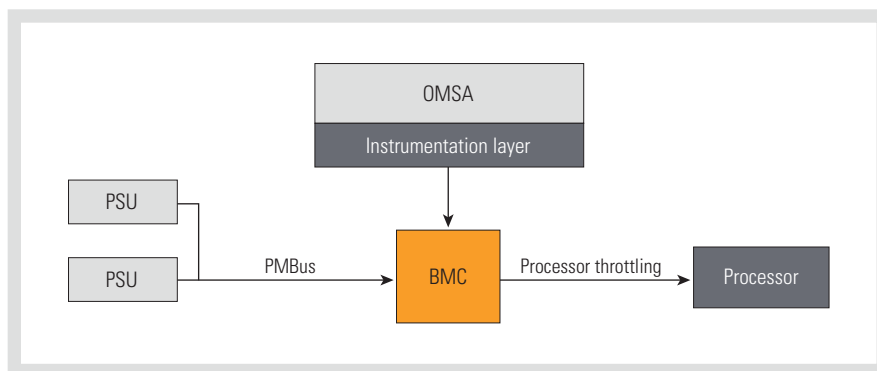 OMSA
Instrumentation layer
PSU
PSU
PMBus
BMC
Processor throttling
Processor